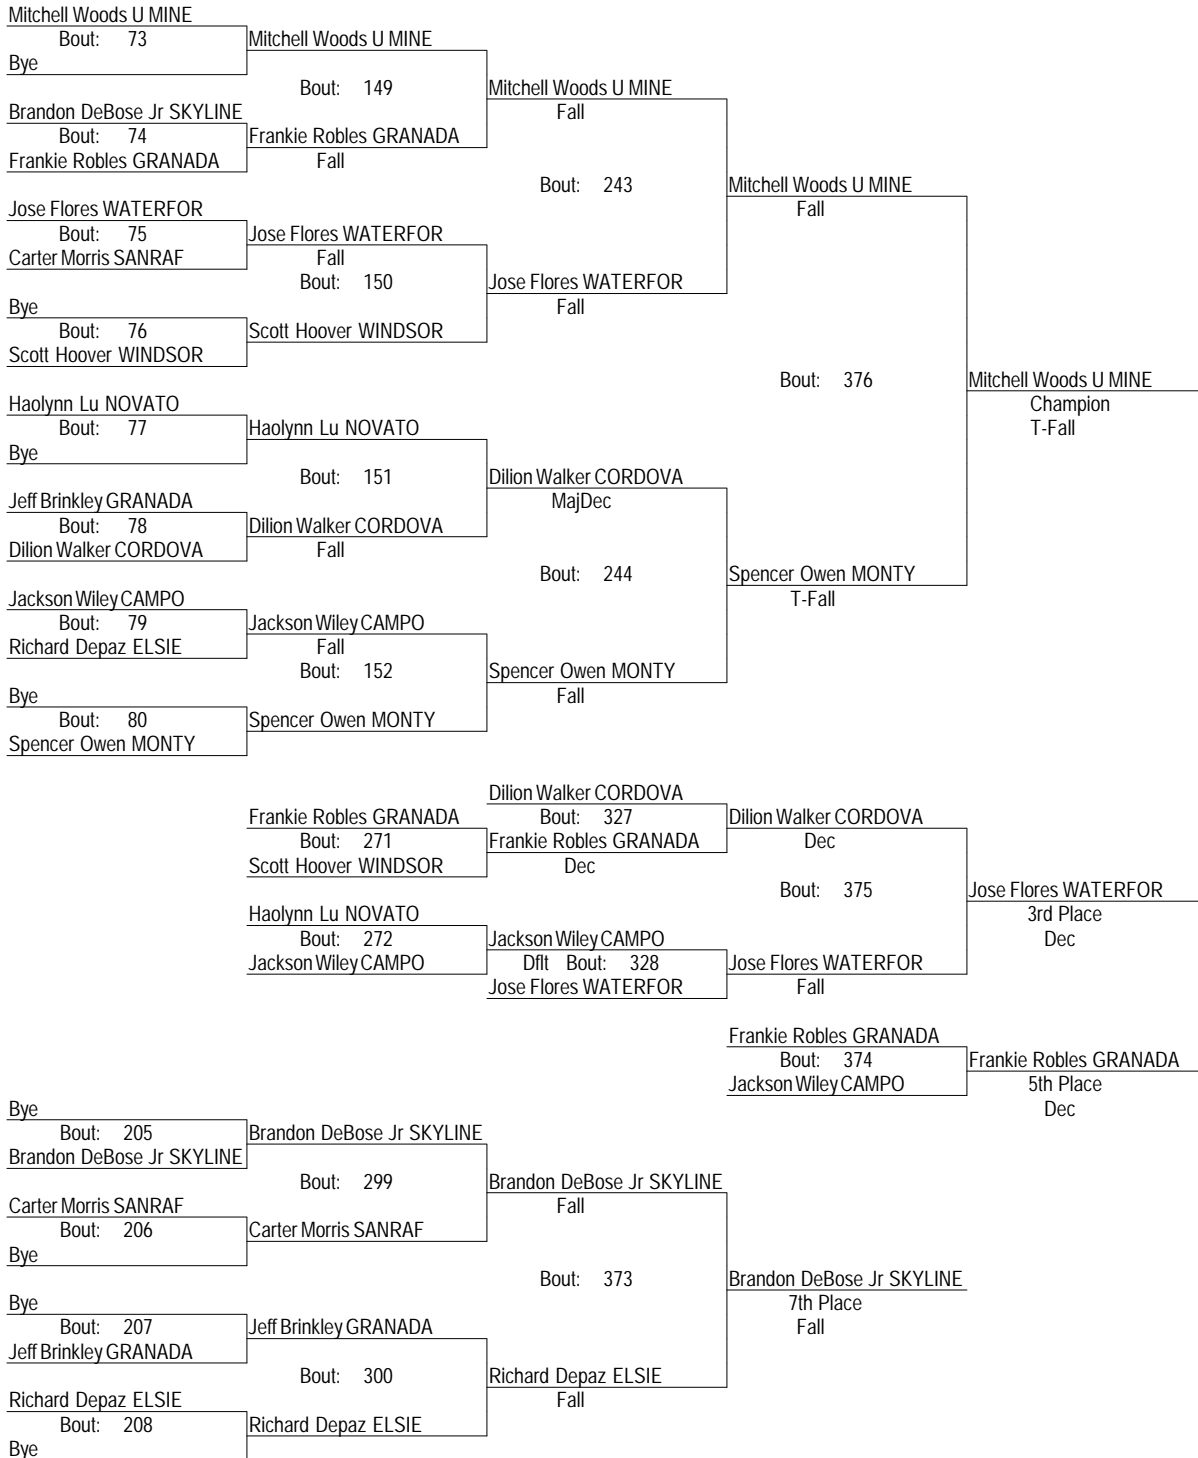 Mitchell Woods U MINE
Bout: 73
Mitchell Woods U MINE
Bye
Bout: 149
Mitchell Woods U MINE
Fall
Brandon DeBose Jr SKYLINE
Bout: 74
Frankie Robles GRANADA
Frankie Robles GRANADA
Fall
Bout: 243
Mitchell Woods U MINE
Fall
Jose Flores WATERFOR
Bout: 75
Jose Flores WATERFOR
Carter Morris SANRAF
Fall
Bout: 150
Jose Flores WATERFOR
Fall
Bye
Bout: 76
Scott Hoover WINDSOR
Scott Hoover WINDSOR
Bout: 376
Mitchell Woods U MINE
Champion
T-Fall
Haolynn Lu NOVATO
Bout: 77
Haolynn Lu NOVATO
Bye
Bout: 151
Dilion Walker CORDOVA
MajDec
Jeff Brinkley GRANADA
Bout: 78
Dilion Walker CORDOVA
Dilion Walker CORDOVA
Fall
Bout: 244
Spencer Owen MONTY
T-Fall
Jackson Wiley CAMPO
Bout: 79
Jackson Wiley CAMPO
Richard Depaz ELSIE
Fall
Bout: 152
Spencer Owen MONTY
Fall
Bye
Bout: 80
Spencer Owen MONTY
Spencer Owen MONTY
Dilion Walker CORDOVA
Frankie Robles GRANADA
Bout: 327
Dilion Walker CORDOVA
Bout: 271
Frankie Robles GRANADA
Dec
Scott Hoover WINDSOR
Dec
Bout: 375
Jose Flores WATERFOR
3rd Place
Dec
Haolynn Lu NOVATO
Bout: 272
Jackson Wiley CAMPO
Jackson Wiley CAMPO
Dflt Bout: 328
Jose Flores WATERFOR
Jose Flores WATERFOR
Fall
Frankie Robles GRANADA
Bout: 374
Frankie Robles GRANADA
Jackson Wiley CAMPO
5th Place
Dec
Bye
Bout: 205
Brandon DeBose Jr SKYLINE
Brandon DeBose Jr SKYLINE
Bout: 299
Brandon DeBose Jr SKYLINE
Fall
Carter Morris SANRAF
Bout: 206
Carter Morris SANRAF
Bye
Bout: 373
Brandon DeBose Jr SKYLINE
7th Place
Fall
Bye
Bout: 207
Jeff Brinkley GRANADA
Jeff Brinkley GRANADA
Bout: 300
Richard Depaz ELSIE
Fall
Richard Depaz ELSIE
Bout: 208
Richard Depaz ELSIE
Bye